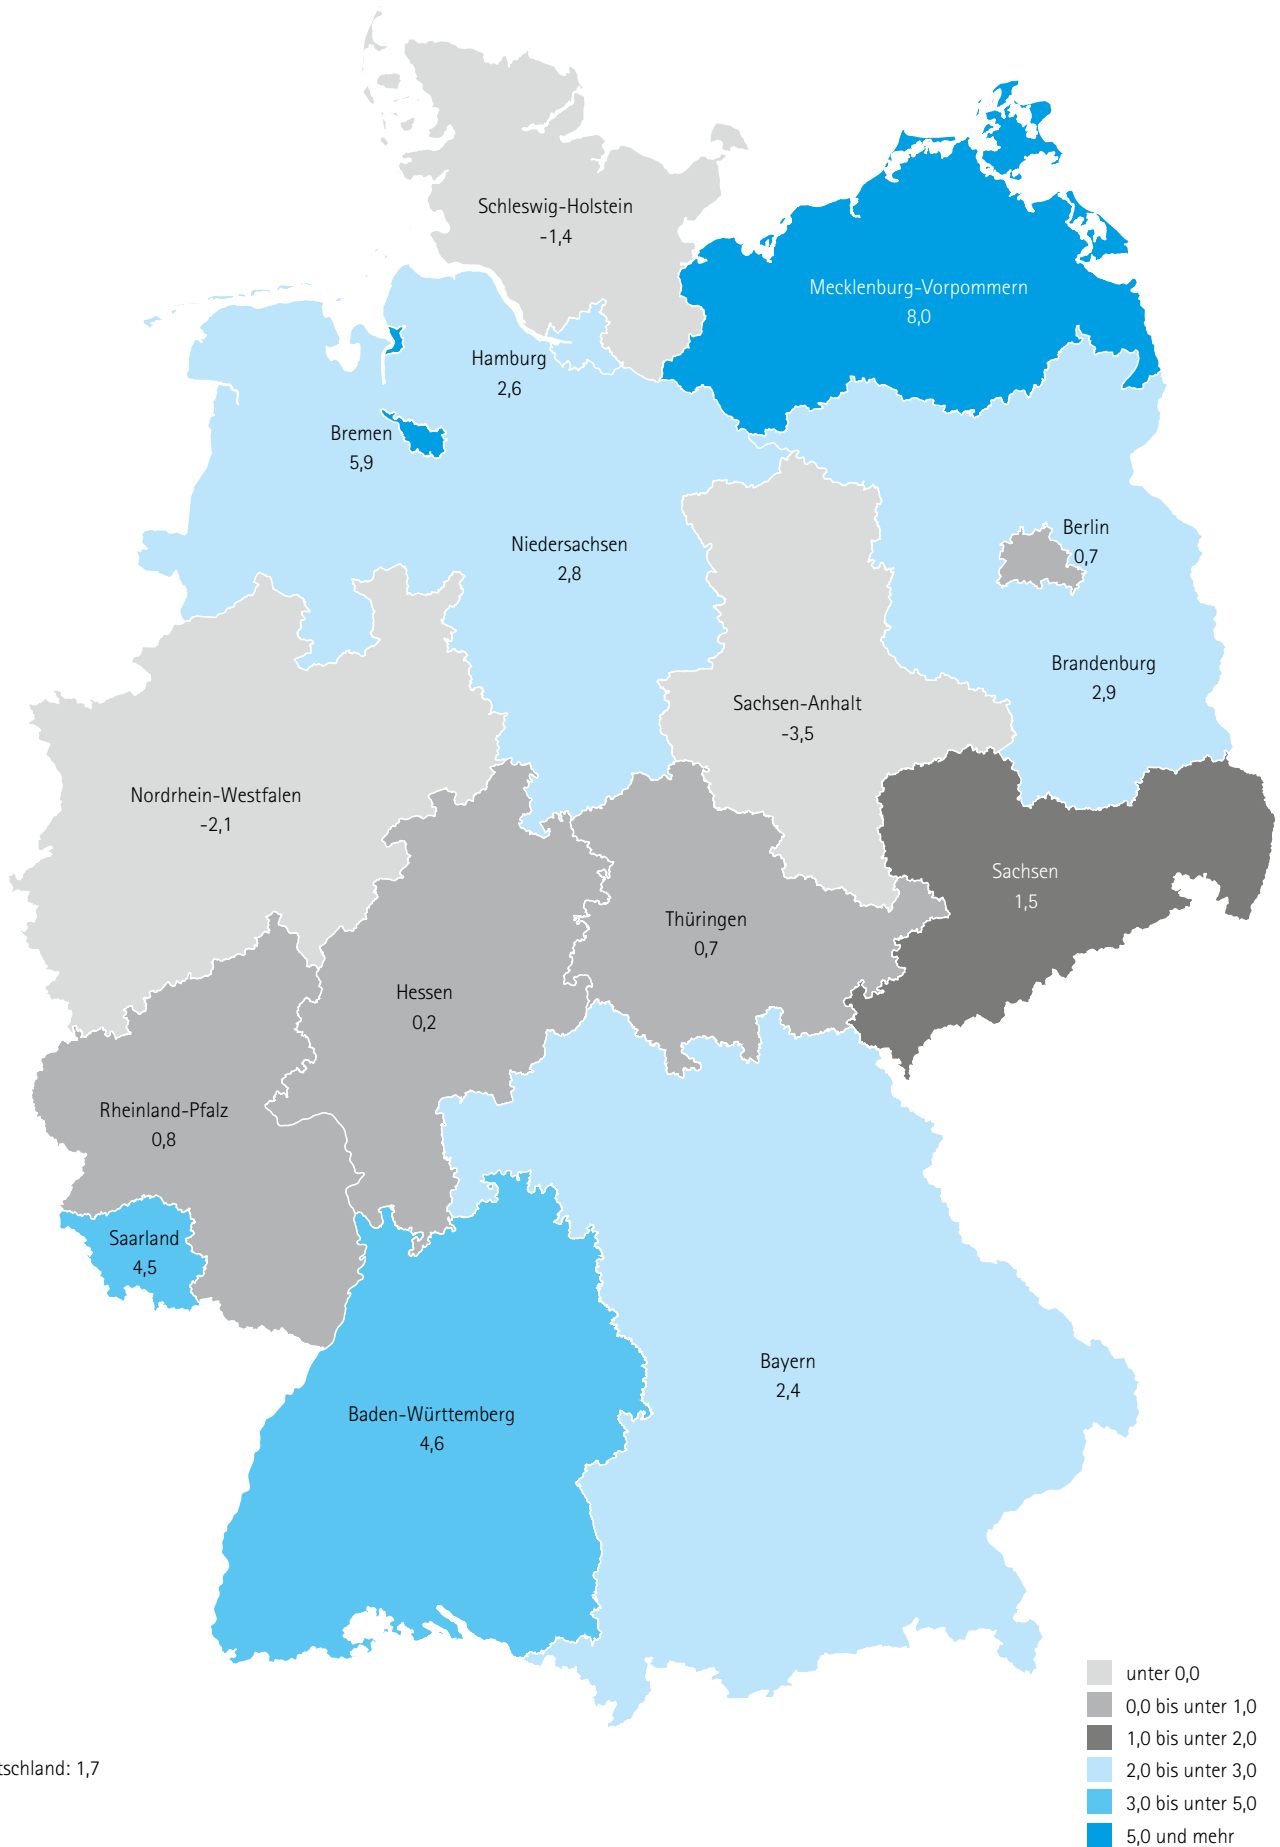 Schleswig-Holstein
-1,4
Mecklenburg-Vorpommern
8,0
Hamburg
2,6
Bremen
5,9
Berlin
0,7
Niedersachsen
2,8
Brandenburg
2,9
Sachsen-Anhalt
-3,5
Nordrhein-Westfalen
-2,1
Sachsen
1,5
Thüringen
0,7
Hessen
0,2
Rheinland-Pfalz
0,8
Saarland
4,5
Bayern
2,4
Baden-Württemberg
4,6
unter 0,0
0,0 bis unter 1,0
1,0 bis unter 2,0
2,0 bis unter 3,0
3,0 bis unter 5,0
5,0 und mehr
tschland: 1,7